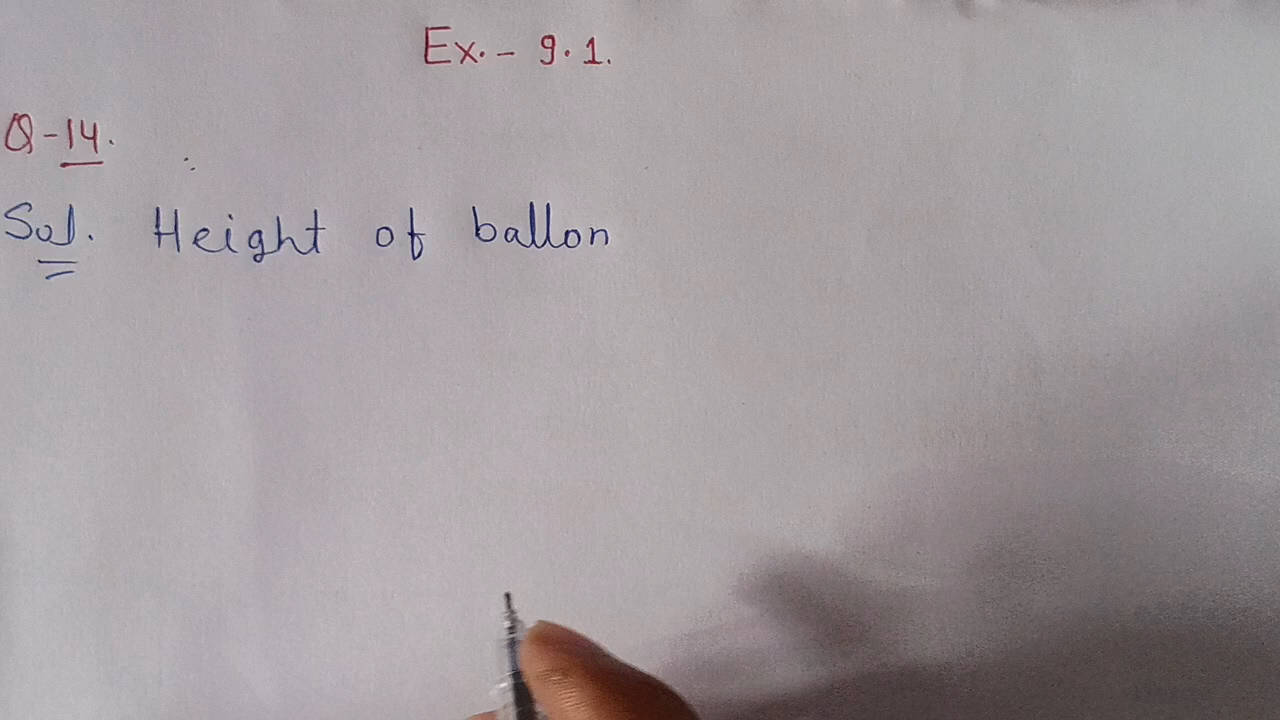 Ex. - 9.1.
Q-14.
Sol. Height of ballon